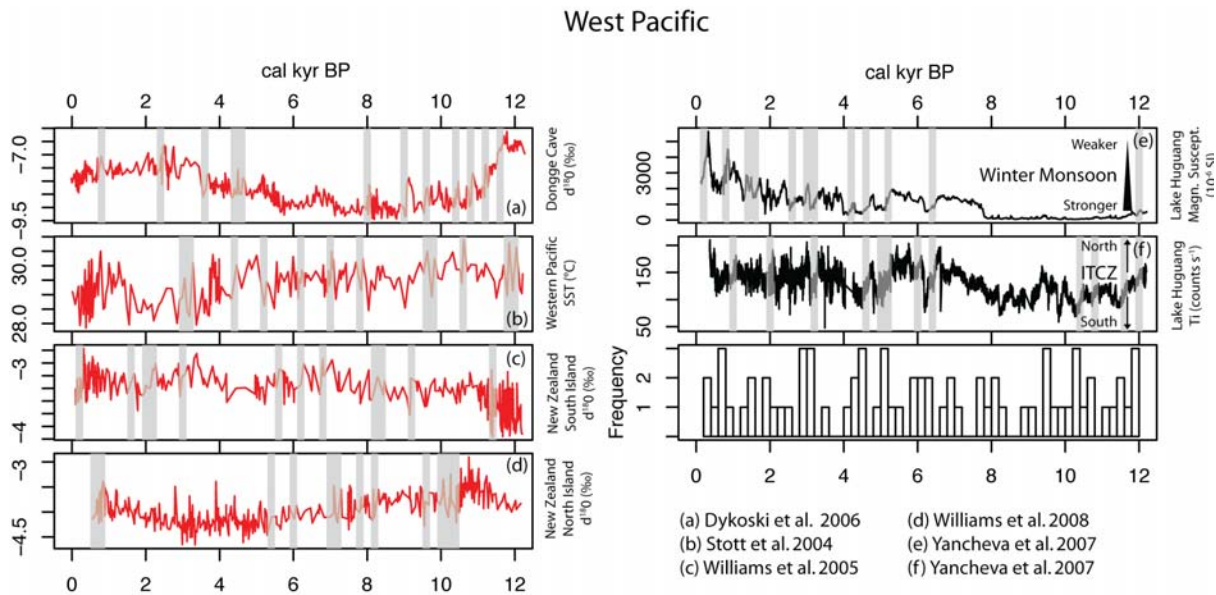 West Pacific
cal kyr BP
0 2 4 6 8 10 12
-7.0
-9.5
(a)
Dongge Cave
d¹⁸O (‰)
30.0
28.0
(b)
Western Pacific
SST (°C)
-3
-4
(c)
New Zealand
South Island
d¹⁸O (‰)
-3
-4.5
(d)
New Zealand
North Island
d¹⁸O (‰)
0 2 4 6 8 10 12
cal kyr BP
0 2 4 6 8 10 12
3000
0
Weaker
(e)
Winter Monsoon
Stronger
Lake Huguang
Magn. Suscept.
(10⁻⁶ SI)
150
50
North
(f)
ITCZ
South
Lake Huguang
Ti (counts s⁻¹)
Frequency
2
1
0 2 4 6 8 10 12
(a) Dykoski et al. 2006
(b) Stott et al. 2004
(c) Williams et al. 2005
(d) Williams et al. 2008
(e) Yancheva et al. 2007
(f) Yancheva et al. 2007